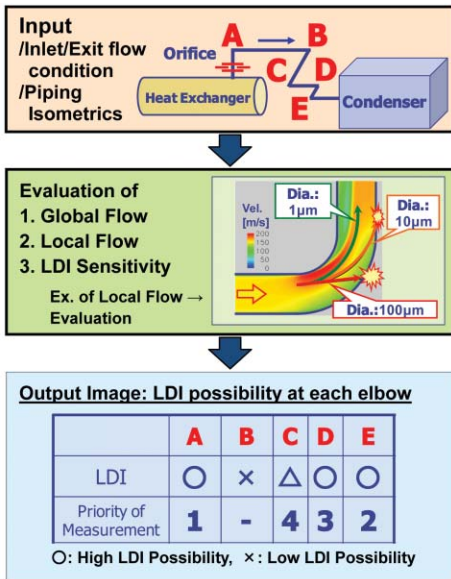 Input
/Inlet/Exit flow
condition
/Piping
Isometrics
A
B
Orifice
C
D
E
Heat Exchanger
Condenser
Evaluation of
1. Global Flow
2. Local Flow
3. LDI Sensitivity
Ex. of Local Flow →
Evaluation
Vel.
[m/s]
200
150
100
50
0
Dia.:
1μm
Dia.:
10μm
Dia.:100μm
Output Image: LDI possibility at each elbow
A B C D E
LDI ○ × △ ○ ○
Priority of
Measurement
1 - 4 3 2
○: High LDI Possibility, ×: Low LDI Possibility